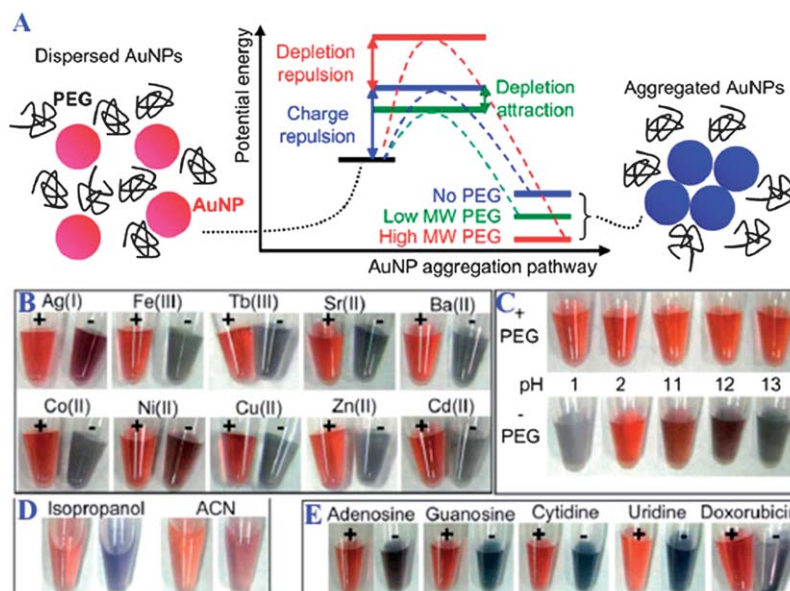 A
Dispersed AuNPs
PEG
AuNP
Potential energy
Depletion
repulsion
Charge
repulsion
Depletion
attraction
No PEG
Low MW PEG
High MW PEG
AuNP aggregation pathway
Aggregated AuNPs
B
Ag(I) Fe(III) Tb(III) Sr(II) Ba(II)
+ - + - + - + - + -
Co(II) Ni(II) Cu(II) Zn(II) Cd(II)
+ - + - + - + - + -
C
+
PEG
pH 1 2 11 12 13
-
PEG
D
Isopropanol ACN
E
Adenosine Guanosine Cytidine Uridine Doxorubicin
+ - + - + - + - + -